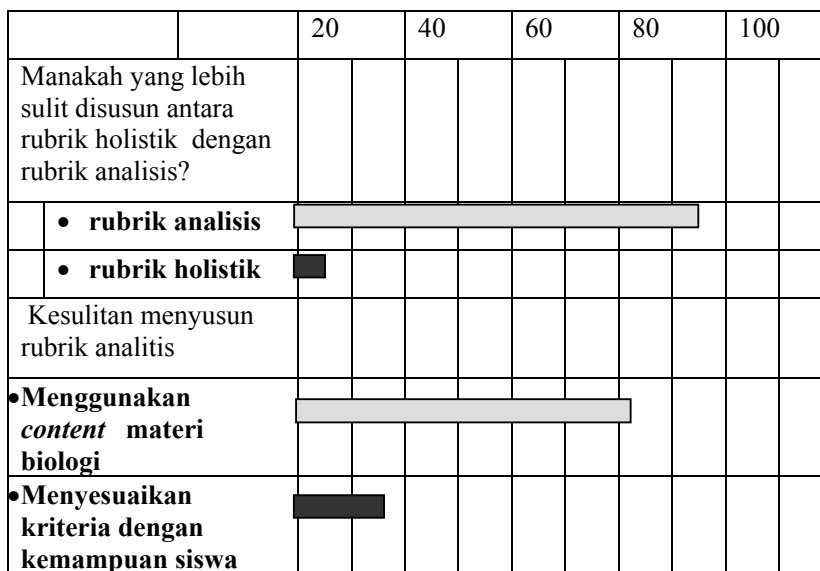 20 40 60 80 100
Manakah yang lebih
sulit disusun antara
rubrik holistik dengan
rubrik analisis?
• rubrik analisis
• rubrik holistik
Kesulitan menyusun
rubrik analitis
•Menggunakan
content materi
biologi
•Menyesuaikan
kriteria dengan
kemampuan siswa